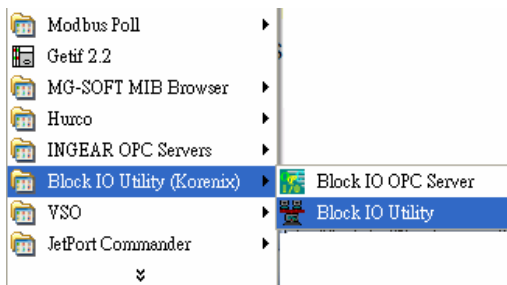 Modbus Poll
Getif 2.2
MG-SOFT MIB Browser
Hurco
INGEAR OPC Servers
Block IO Utility (Korenix)
VSO
JetPort Commander
Block IO OPC Server
Block IO Utility